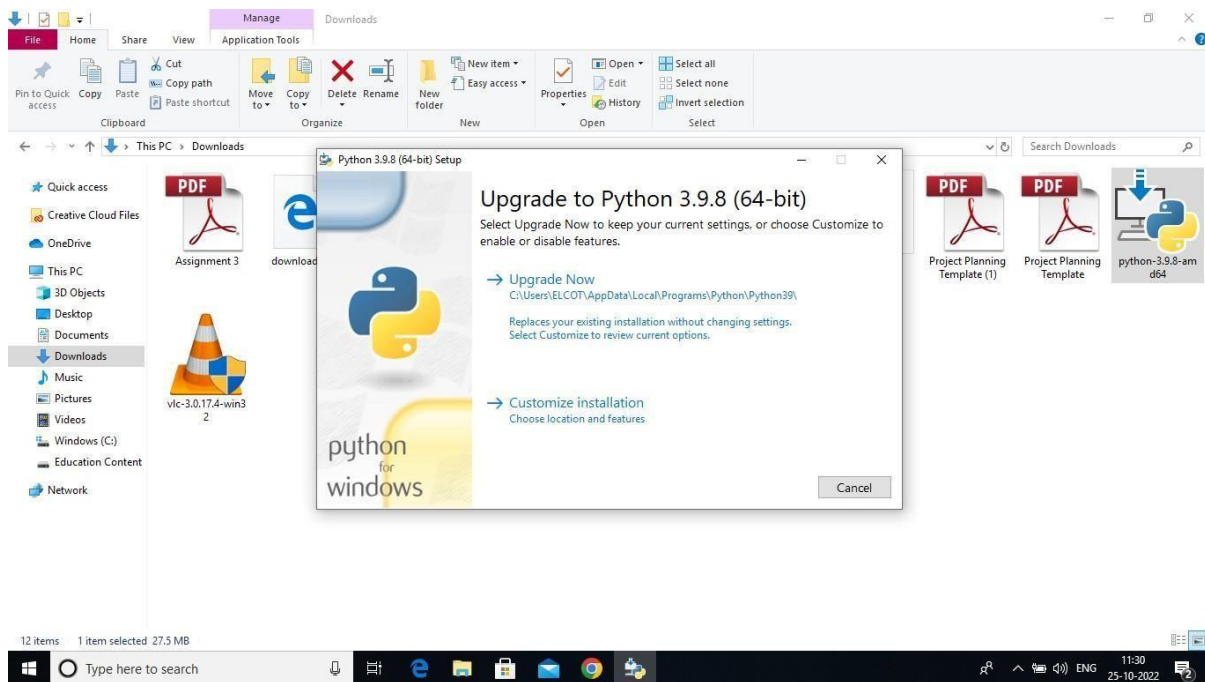 Manage
Downloads
File
Home
Share
View
Application Tools
Pin to Quick access
Copy
Paste
Cut
Copy path
Paste shortcut
Clipboard
Move to
Copy to
Delete
Rename
Organize
New folder
New item
Easy access
New
Properties
Open
Edit
History
Open
Select all
Select none
Invert selection
Select
This PC › Downloads
Search Downloads
Quick access
Creative Cloud Files
OneDrive
This PC
3D Objects
Desktop
Documents
Downloads
Music
Pictures
Videos
Windows (C:)
Education Content
Network
PDF
Assignment 3
download
vlc-3.0.17.4-win3
2
Python 3.9.8 (64-bit) Setup
Upgrade to Python 3.9.8 (64-bit)
Select Upgrade Now to keep your current settings, or choose Customize to
enable or disable features.
Upgrade Now
C:\Users\ELCOT\AppData\Local\Programs\Python\Python39\
Replaces your existing installation without changing settings.
Select Customize to review current options.
Customize installation
Choose location and features
python
for
windows
Cancel
PDF
Project Planning
Template (1)
PDF
Project Planning
Template
python-3.9.8-am
d64
12 items
1 item selected 27.5 MB
Type here to search
ENG
11:30
25-10-2022
2